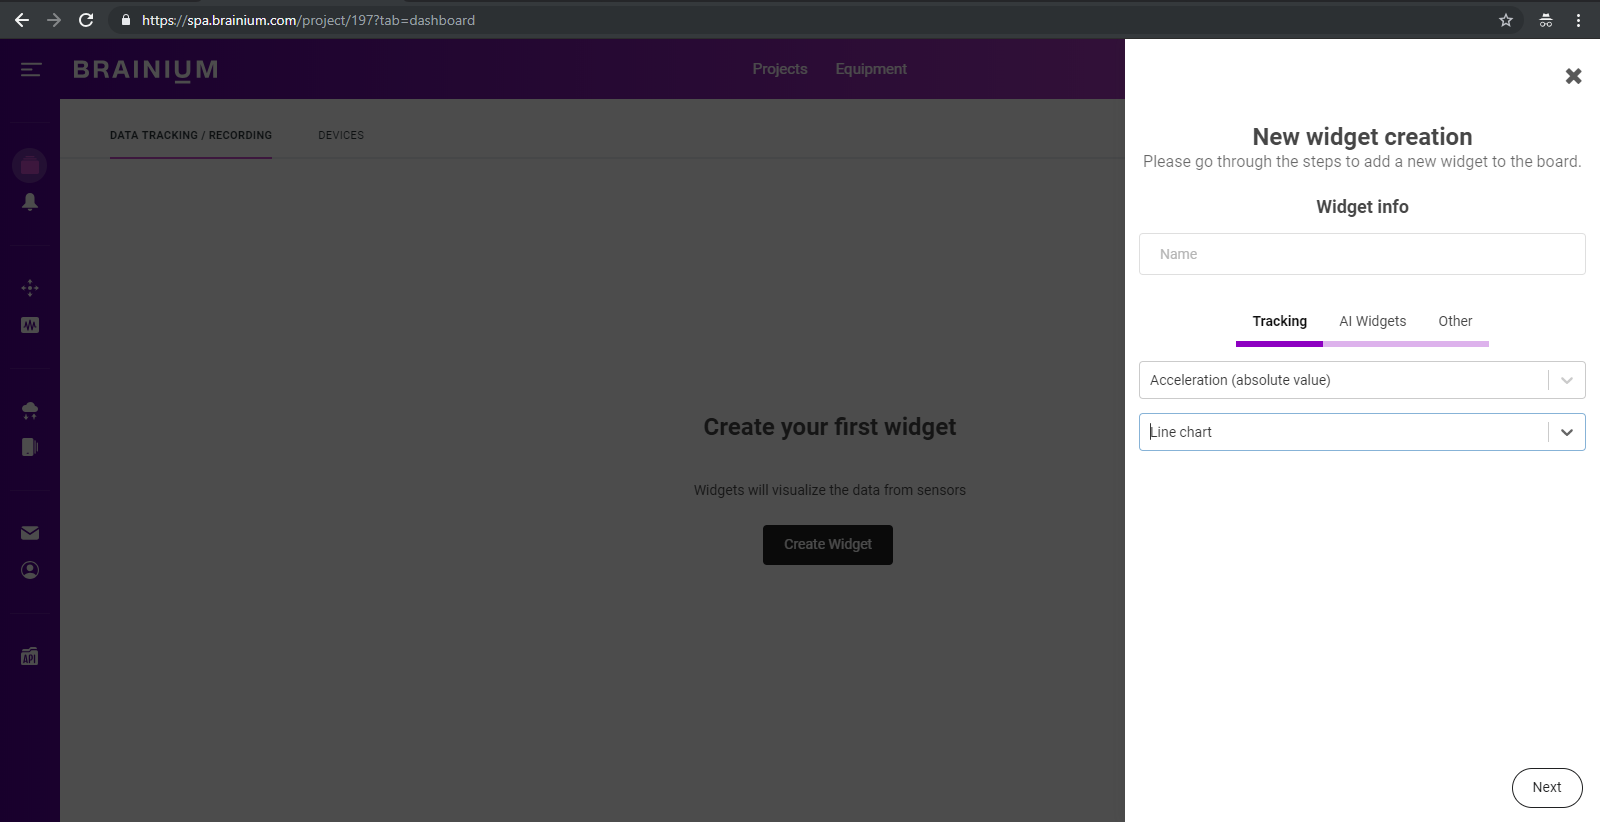 https://spa.brainium.com/project/197?tab=dashboard
BRAINIUM
Projects
Equipment
DATA TRACKING / RECORDING
DEVICES
Create your first widget
Widgets will visualize the data from sensors
Create Widget
API
New widget creation
Please go through the steps to add a new widget to the board.
Widget info
Name
Tracking
AI Widgets
Other
Acceleration (absolute value)
Line chart
Next